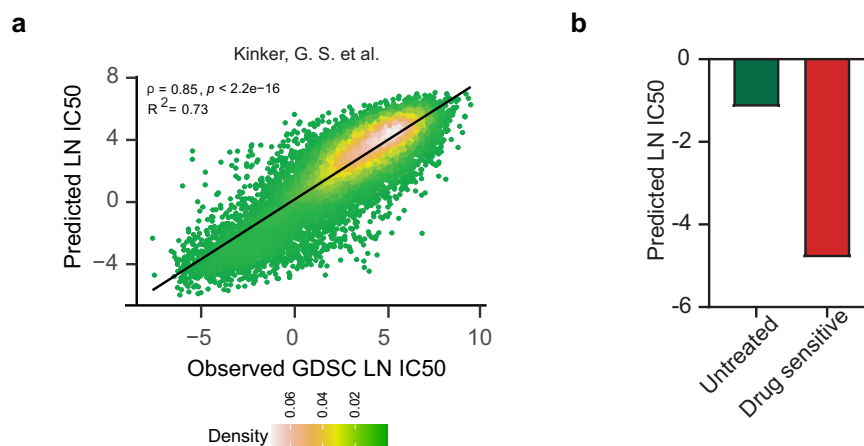 a
Kinker, G. S. et al.
ρ = 0.85, p < 2.2e−16
R² = 0.73
Predicted LN IC50
8
4
0
−4
−5
0
5
10
Observed GDSC LN IC50
0.06
0.04
0.02
Density
b
Predicted LN IC50
0
-2
-4
-6
Untreated
Drug sensitive